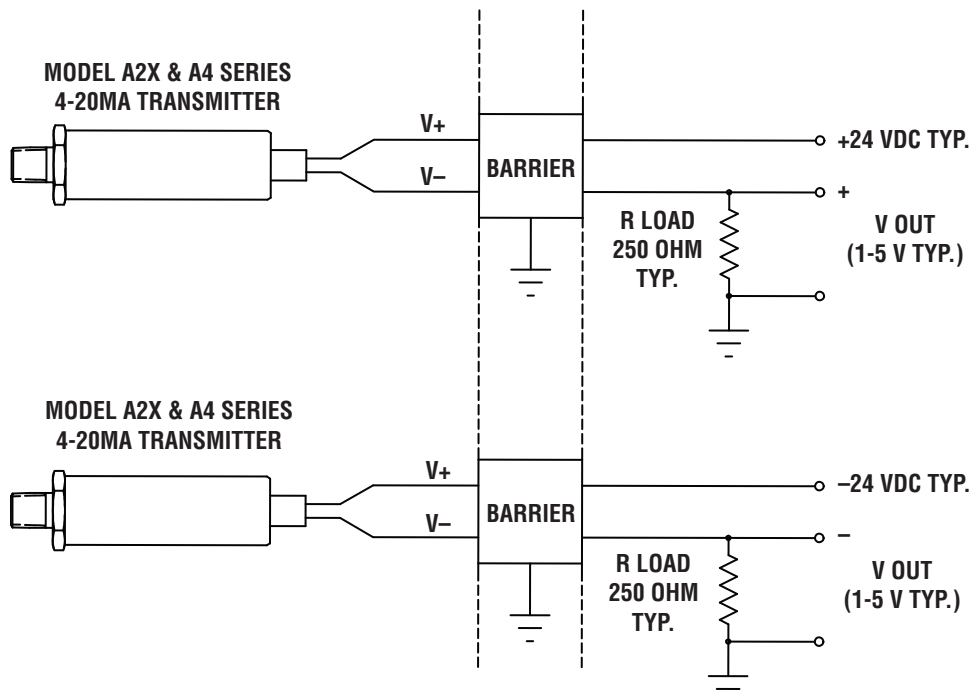 MODEL A2X & A4 SERIES
4-20MA TRANSMITTER
V+
V–
BARRIER
+24 VDC TYP.
+
R LOAD
250 OHM
TYP.
V OUT
(1-5 V TYP.)
MODEL A2X & A4 SERIES
4-20MA TRANSMITTER
V+
V–
BARRIER
–24 VDC TYP.
–
R LOAD
250 OHM
TYP.
V OUT
(1-5 V TYP.)